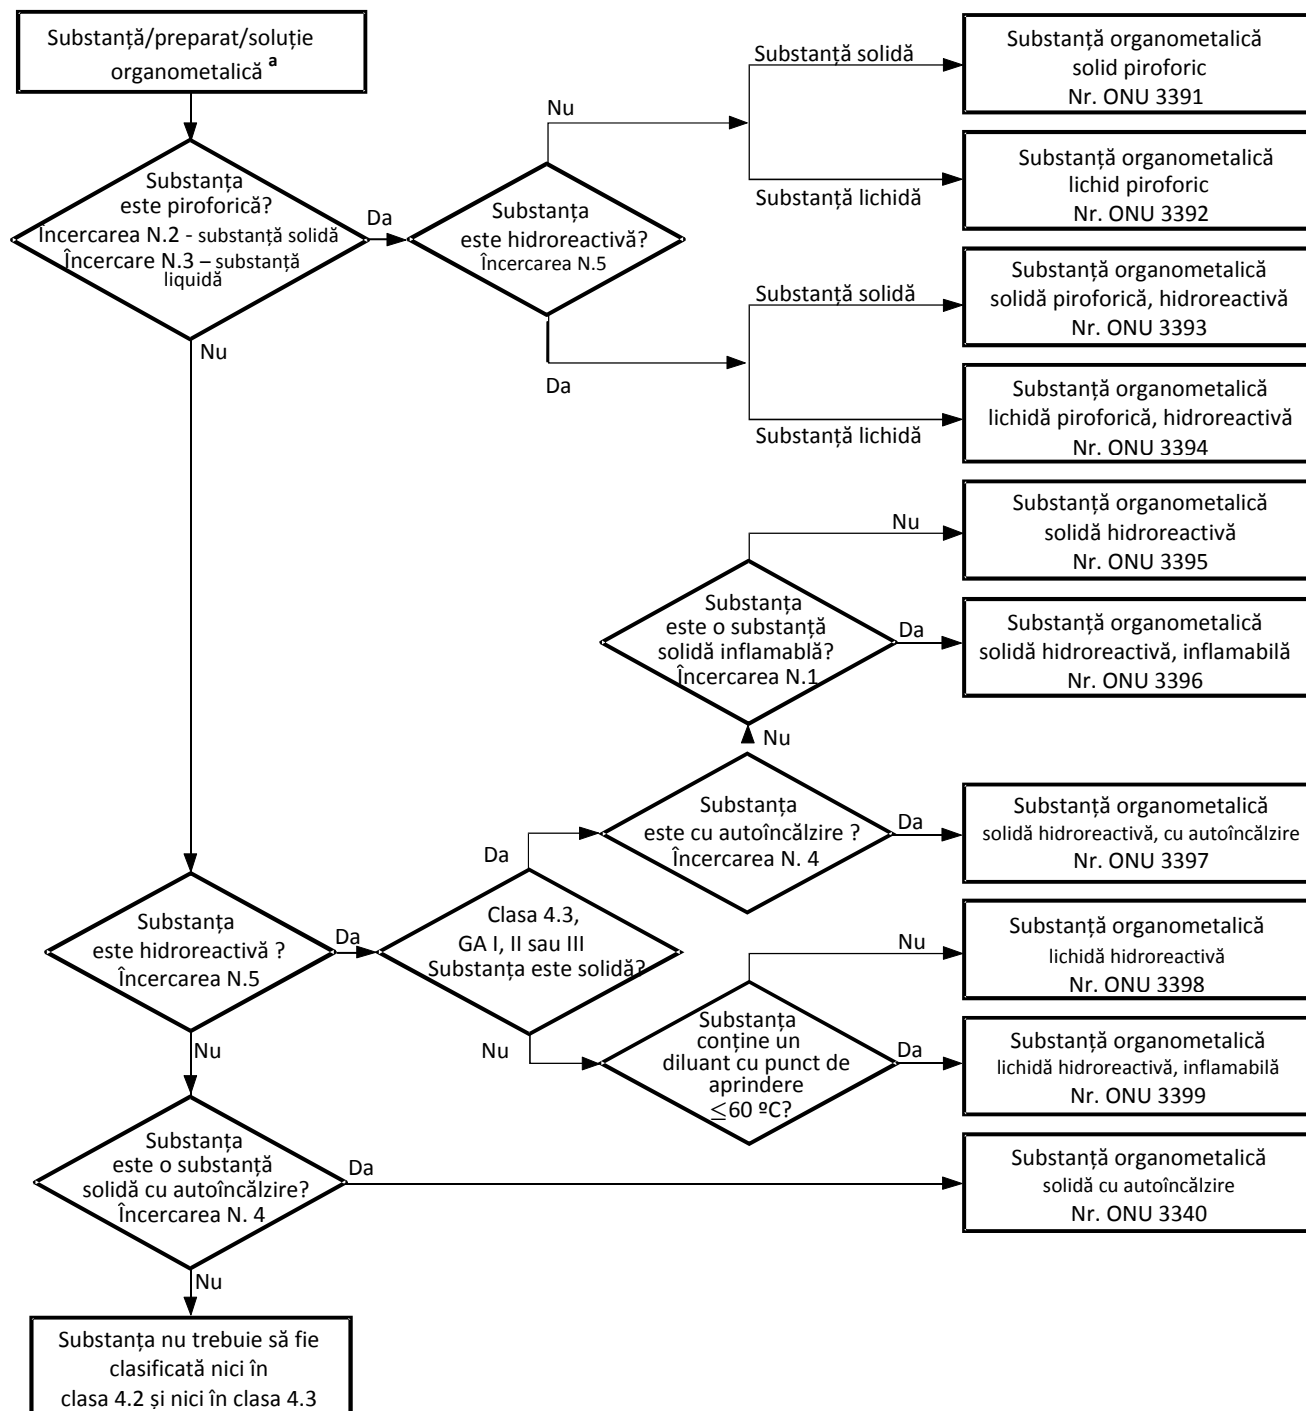 Substanță/preparat/soluție
organometalică a
Substanța
este piroforică?
Încercarea N.2 - substanță solidă
Încercare N.3 – substanță
liquidă
Da
Nu
Substanța
este hidroreactivă?
Încercarea N.5
Nu
Da
Substanță solidă
Substanță lichidă
Substanță solidă
Substanță lichidă
Substanță organometalică
solid piroforic
Nr. ONU 3391
Substanță organometalică
lichid piroforic
Nr. ONU 3392
Substanță organometalică
solidă piroforică, hidroreactivă
Nr. ONU 3393
Substanță organometalică
lichidă piroforică, hidroreactivă
Nr. ONU 3394
Nu
Substanță organometalică
solidă hidroreactivă
Nr. ONU 3395
Substanța
este o substanță
solidă inflamablă?
Încercarea N.1
Da
Substanță organometalică
solidă hidroreactivă, inflamabilă
Nr. ONU 3396
Nu
Substanța
este cu autoîncălzire ?
Încercarea N. 4
Da
Substanță organometalică
solidă hidroreactivă, cu autoîncălzire
Nr. ONU 3397
Substanța
este hidroreactivă ?
Încercarea N.5
Da
Nu
Clasa 4.3,
GA I, II sau III
Substanța este solidă?
Da
Nu
Substanța
conține un
diluant cu punct de
aprindere
≤60 ºC?
Nu
Da
Substanță organometalică
lichidă hidroreactivă
Nr. ONU 3398
Substanță organometalică
lichidă hidroreactivă, inflamabilă
Nr. ONU 3399
Substanța
este o substanță
solidă cu autoîncălzire?
Încercarea N. 4
Da
Substanță organometalică
solidă cu autoîncălzire
Nr. ONU 3340
Nu
Substanța nu trebuie să fie
clasificată nici în
clasa 4.2 și nici în clasa 4.3